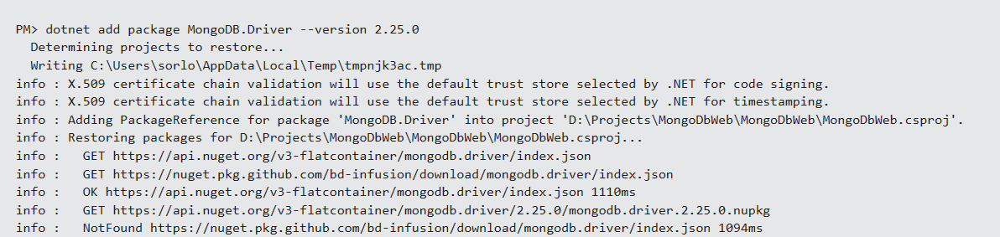 PM> dotnet add package MongoDB.Driver --version 2.25.0
Determining projects to restore...
Writing C:\Users\sorlo\AppData\Local\Temp\tmpnjk3ac.tmp
info : X.509 certificate chain validation will use the default trust store selected by .NET for code signing.
info : X.509 certificate chain validation will use the default trust store selected by .NET for timestamping.
info : Adding PackageReference for package 'MongoDB.Driver' into project 'D:\Projects\MongoDbWeb\MongoDbWeb\MongoDbWeb.csproj'.
info : Restoring packages for D:\Projects\MongoDbWeb\MongoDbWeb\MongoDbWeb.csproj...
info :   GET https://api.nuget.org/v3-flatcontainer/mongodb.driver/index.json
info :   GET https://nuget.pkg.github.com/bd-infusion/download/mongodb.driver/index.json
info :   OK https://api.nuget.org/v3-flatcontainer/mongodb.driver/index.json 1110ms
info :   GET https://api.nuget.org/v3-flatcontainer/mongodb.driver/2.25.0/mongodb.driver.2.25.0.nupkg
info :   NotFound https://nuget.pkg.github.com/bd-infusion/download/mongodb.driver/index.json 1094ms